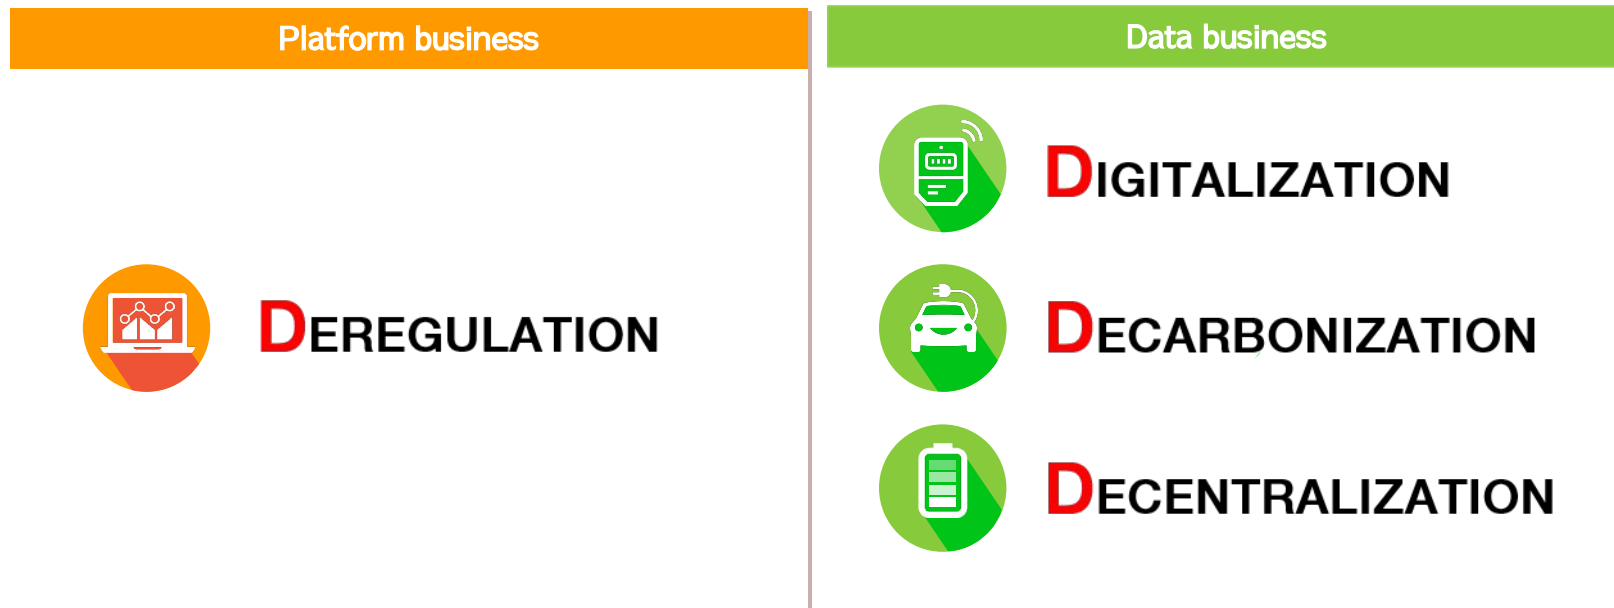 Platform business
DEREGULATION
Data business
DIGITALIZATION
DECARBONIZATION
DECENTRALIZATION